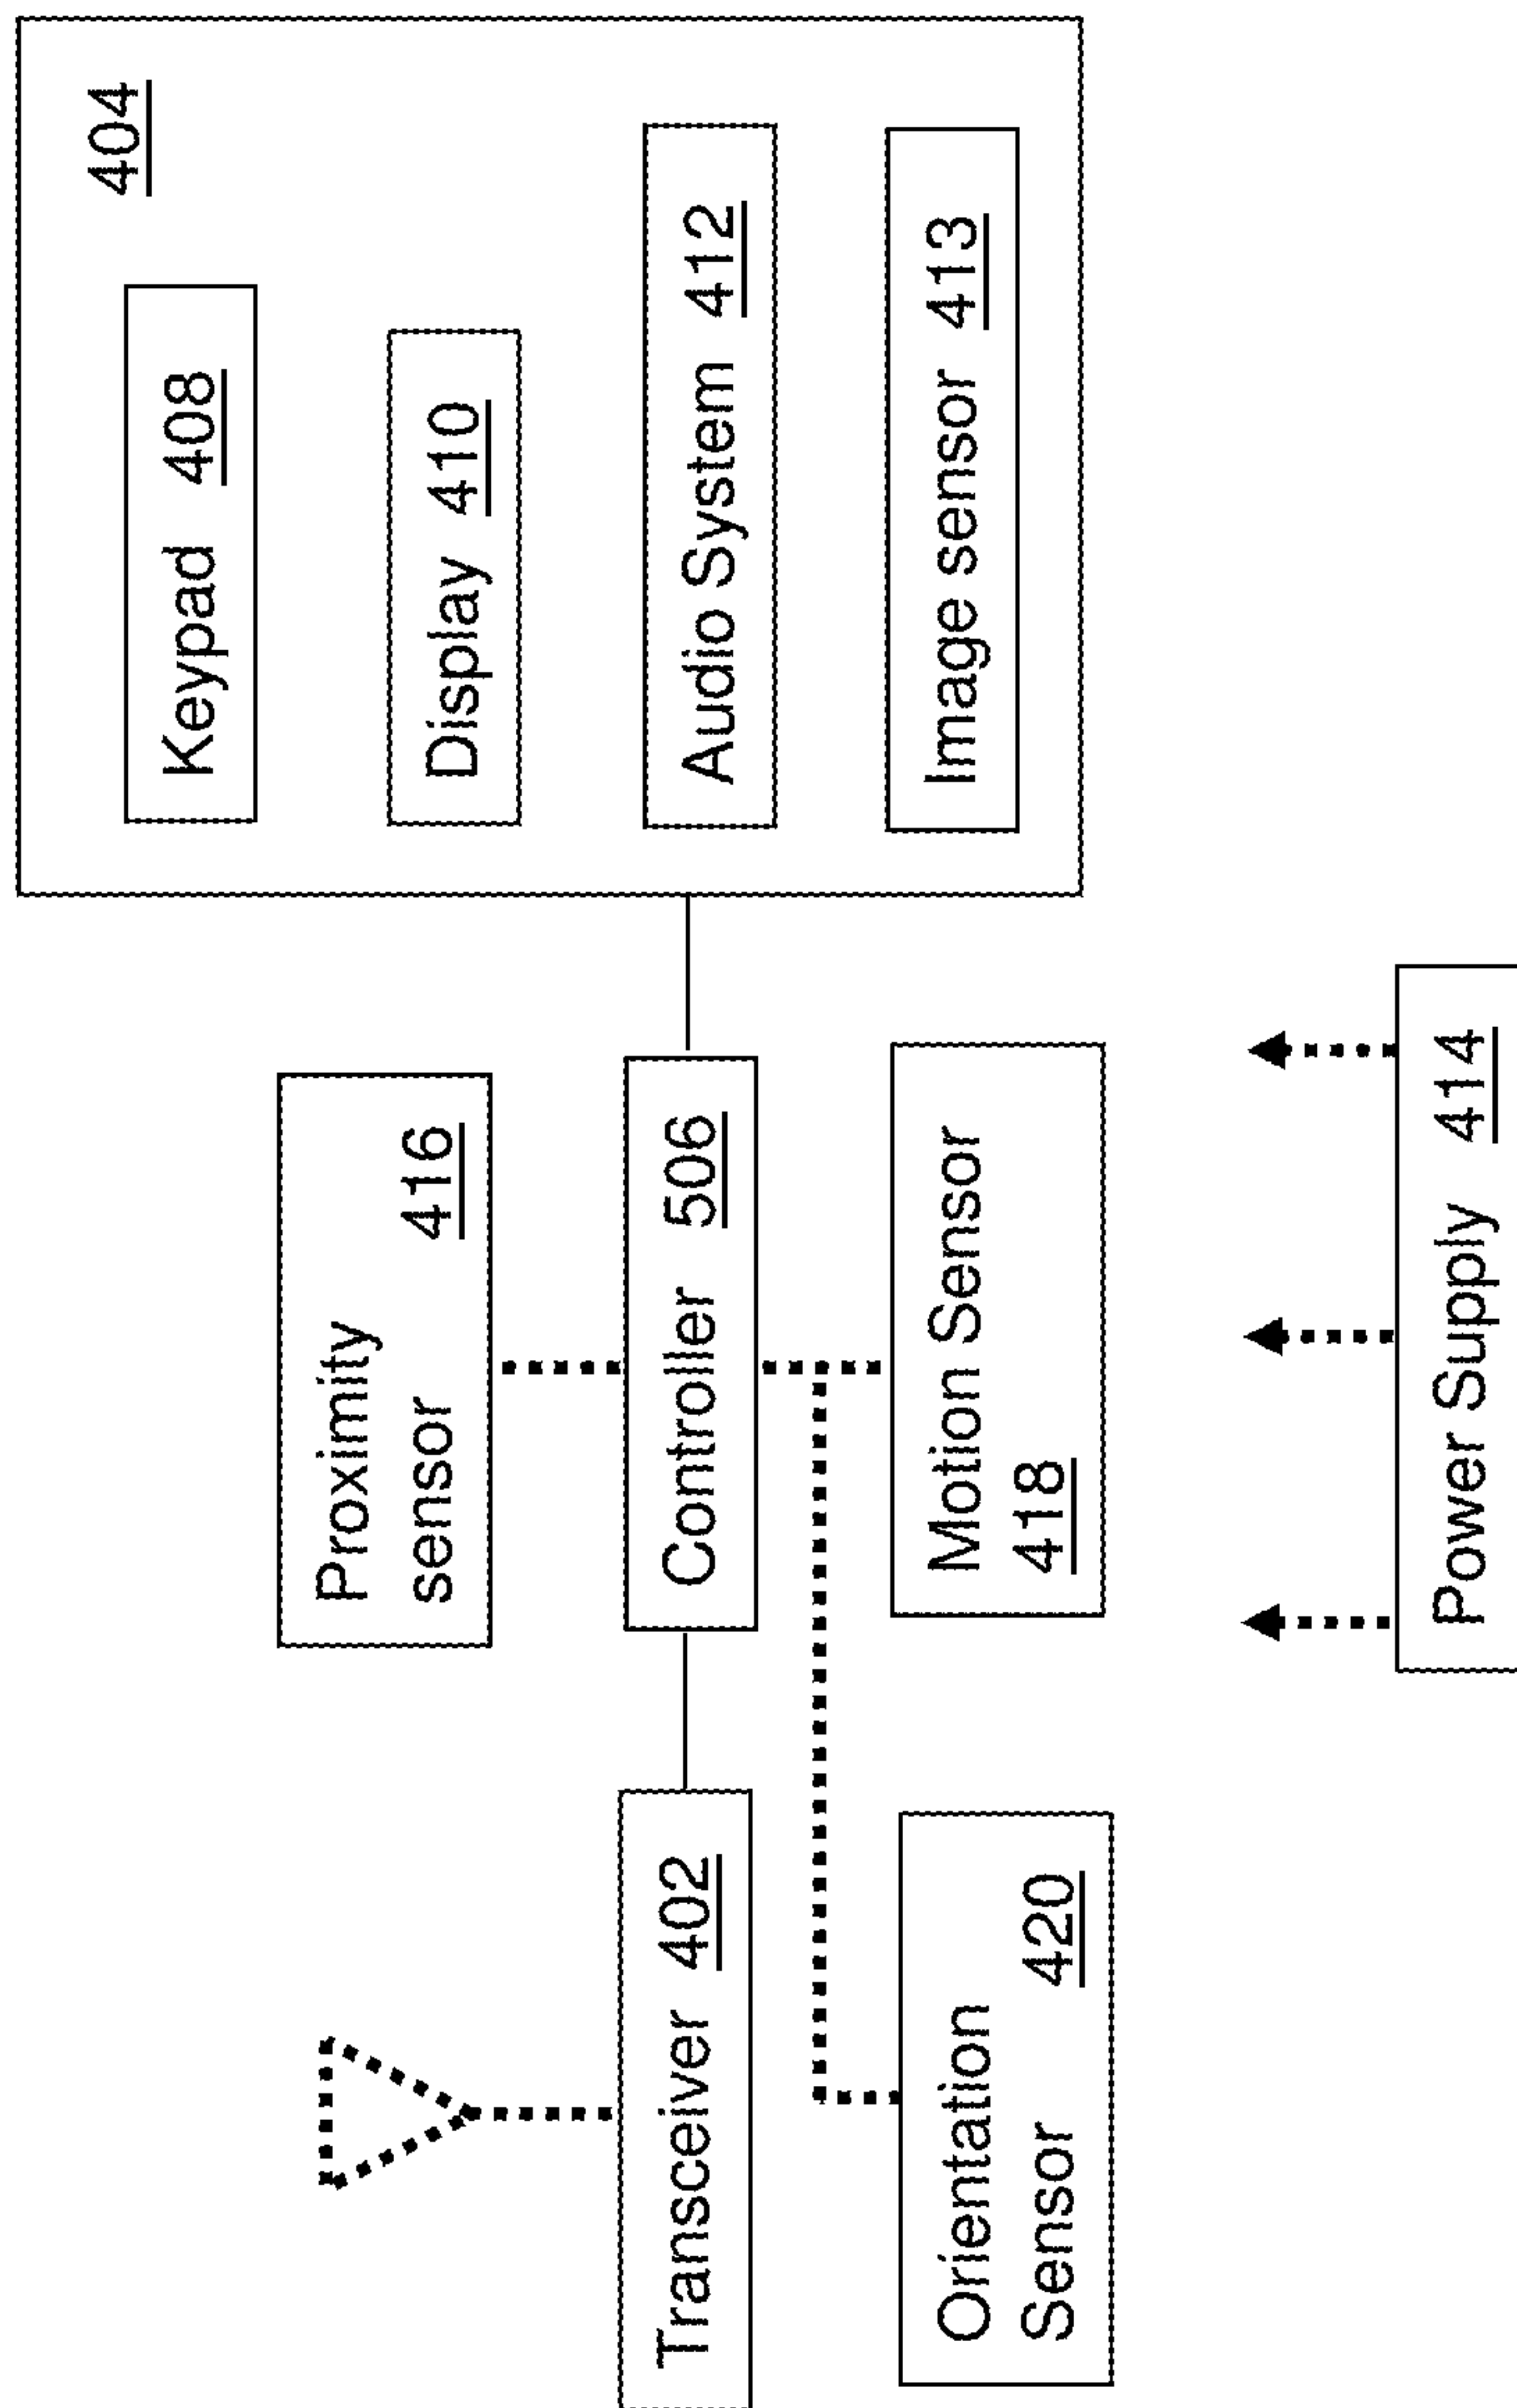 404
Keypad 408
Display 410
Audio System 412
Image sensor 413
Proximity
sensor 416
Controller 506
Motion Sensor
418
Transceiver 402
Orientation
Sensor 420
Power Supply 414